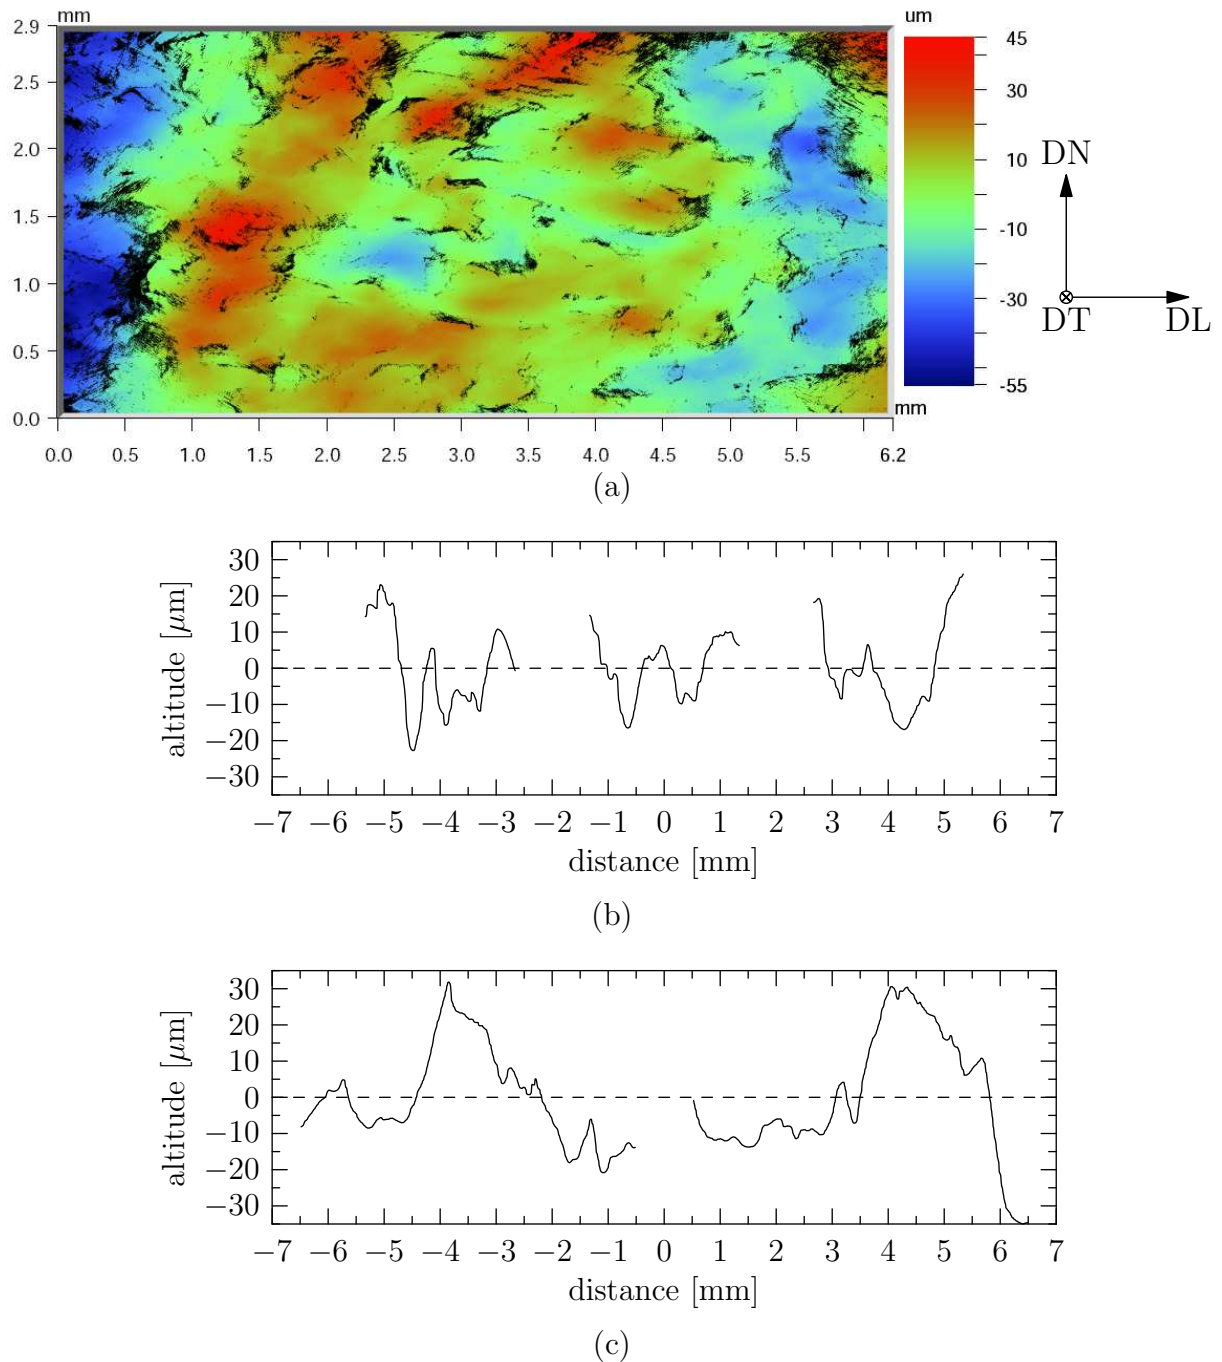 mm
um
2.9
2.5
2.0
1.5
1.0
0.5
0.0
45
30
10
-10
-30
-55
mm
DN
DT
DL
0.0 0.5 1.0 1.5 2.0 2.5 3.0 3.5 4.0 4.5 5.0 5.5 6.2
(a)
30
20
10
0
−10
−20
−30
altitude [μm]
−7 −6 −5 −4 −3 −2 −1 0 1 2 3 4 5 6 7
distance [mm]
(b)
30
20
10
0
−10
−20
−30
altitude [μm]
−7 −6 −5 −4 −3 −2 −1 0 1 2 3 4 5 6 7
distance [mm]
(c)